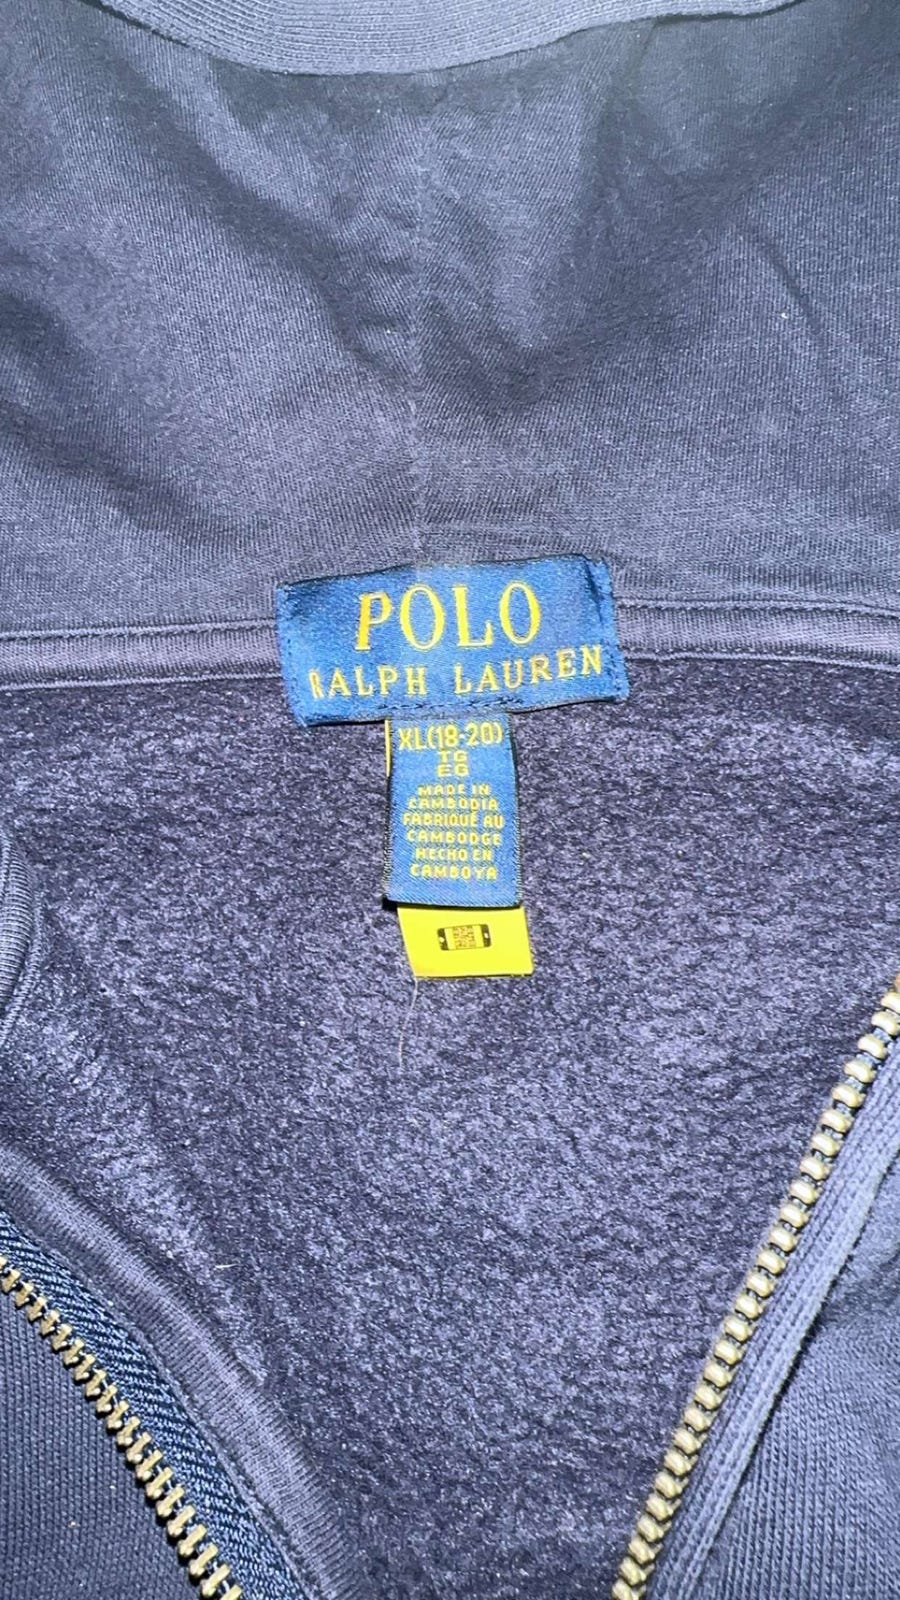 POLO
RALPH LAUREN
XL(18-20)
TG
EG
MADE IN
CAMBODIA
FABRIQUÉ AU
CAMBODGE
HECHO EN
CAMBOYA